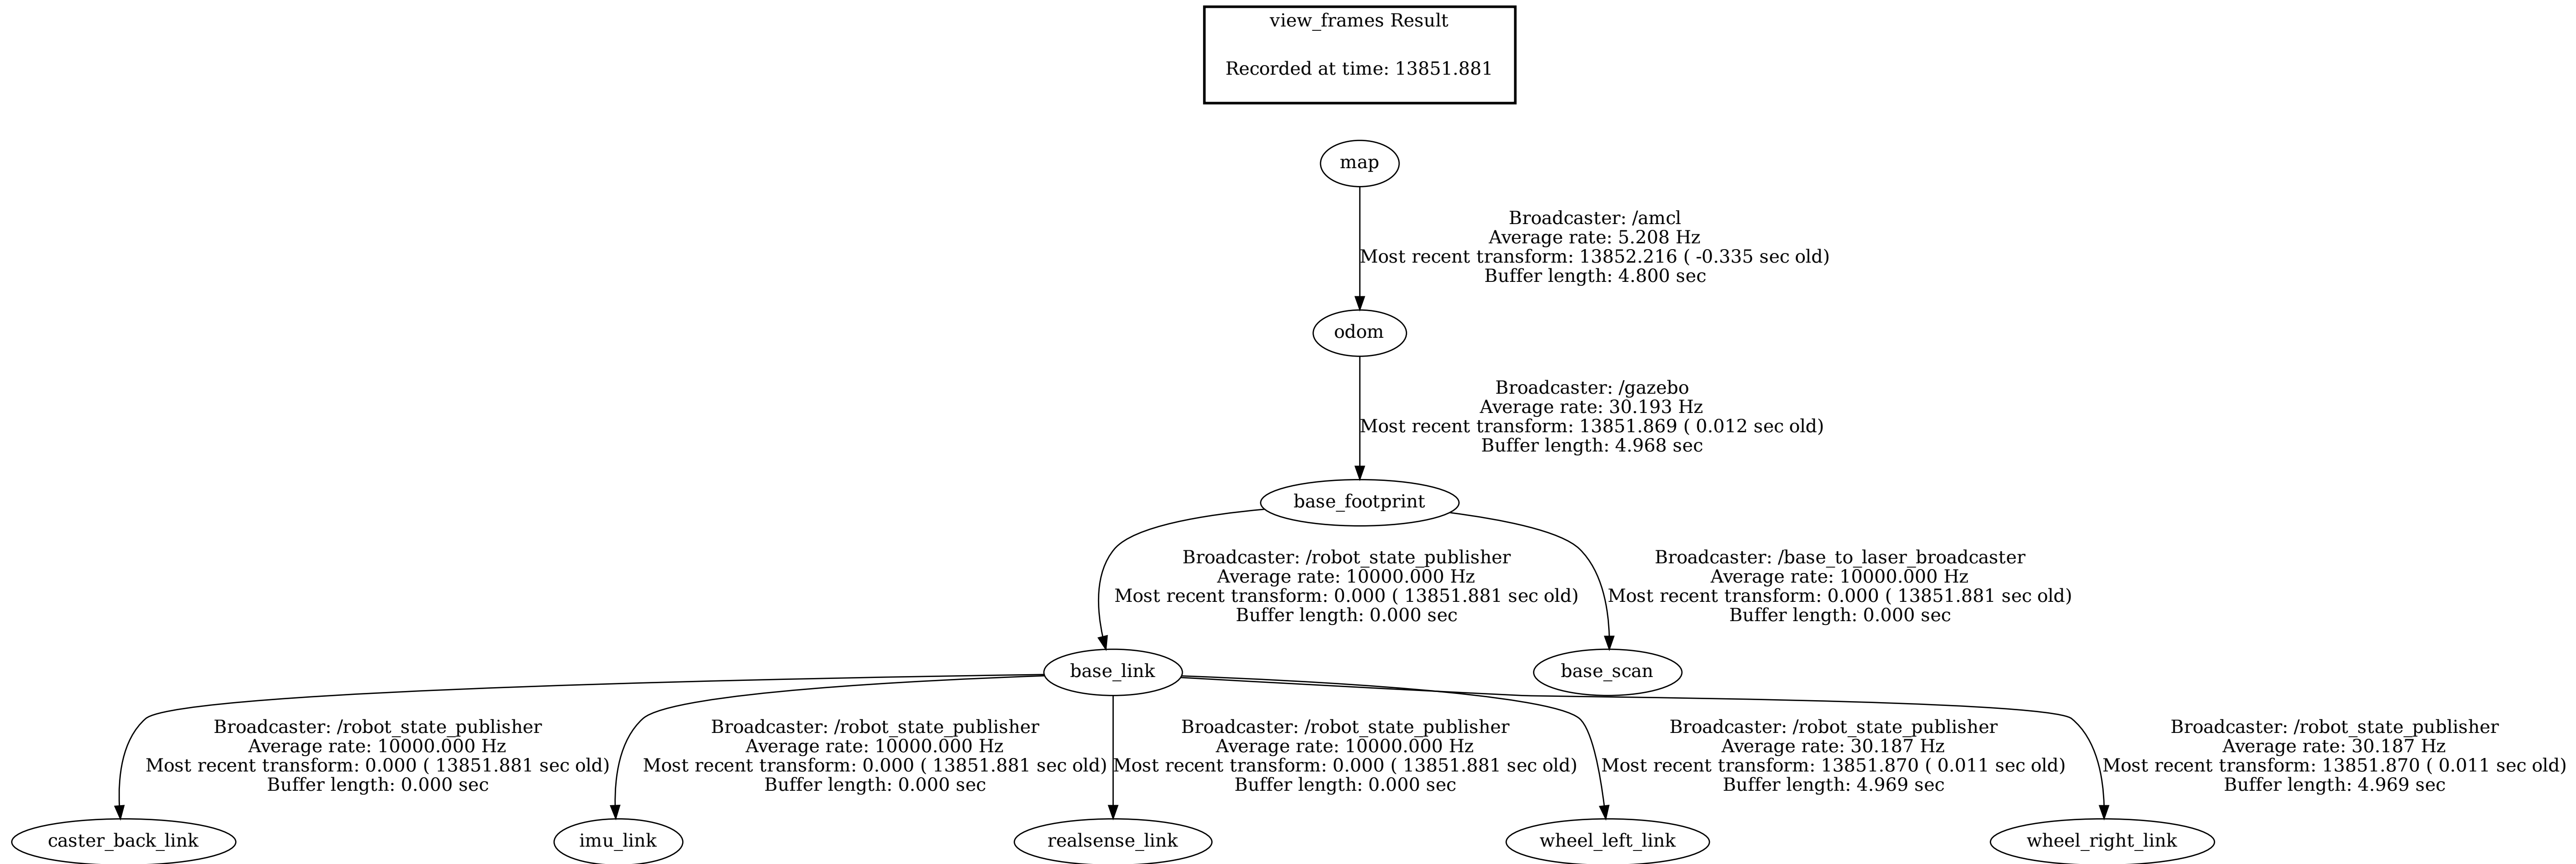 view_frames Result
Recorded at time: 13851.881
map
Broadcaster: /amcl
Average rate: 5.208 Hz
Most recent transform: 13852.216 ( -0.335 sec old)
Buffer length: 4.800 sec
odom
Broadcaster: /gazebo
Average rate: 30.193 Hz
Most recent transform: 13851.869 ( 0.012 sec old)
Buffer length: 4.968 sec
base_footprint
Broadcaster: /robot_state_publisher
Average rate: 10000.000 Hz
Most recent transform: 0.000 ( 13851.881 sec old)
Buffer length: 0.000 sec
Broadcaster: /base_to_laser_broadcaster
Average rate: 10000.000 Hz
Most recent transform: 0.000 ( 13851.881 sec old)
Buffer length: 0.000 sec
base_link
base_scan
Broadcaster: /robot_state_publisher
Average rate: 10000.000 Hz
Most recent transform: 0.000 ( 13851.881 sec old)
Buffer length: 0.000 sec
Broadcaster: /robot_state_publisher
Average rate: 10000.000 Hz
Most recent transform: 0.000 ( 13851.881 sec old)
Buffer length: 0.000 sec
Broadcaster: /robot_state_publisher
Average rate: 10000.000 Hz
Most recent transform: 0.000 ( 13851.881 sec old)
Buffer length: 0.000 sec
Broadcaster: /robot_state_publisher
Average rate: 30.187 Hz
Most recent transform: 13851.870 ( 0.011 sec old)
Buffer length: 4.969 sec
Broadcaster: /robot_state_publisher
Average rate: 30.187 Hz
Most recent transform: 13851.870 ( 0.011 sec old)
Buffer length: 4.969 sec
caster_back_link
imu_link
realsense_link
wheel_left_link
wheel_right_link